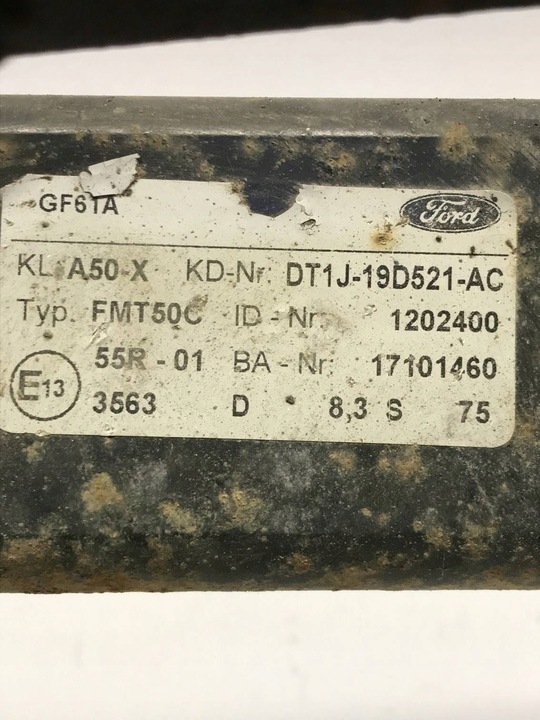 GF61A Ford
KL. A50-X KD-Nr. DT1J-19D521-AC
Typ. FMT50C ID-Nr. 1202400
55R-01 BA-Nr. 17101460
E13 3563 D 8,3 S 75